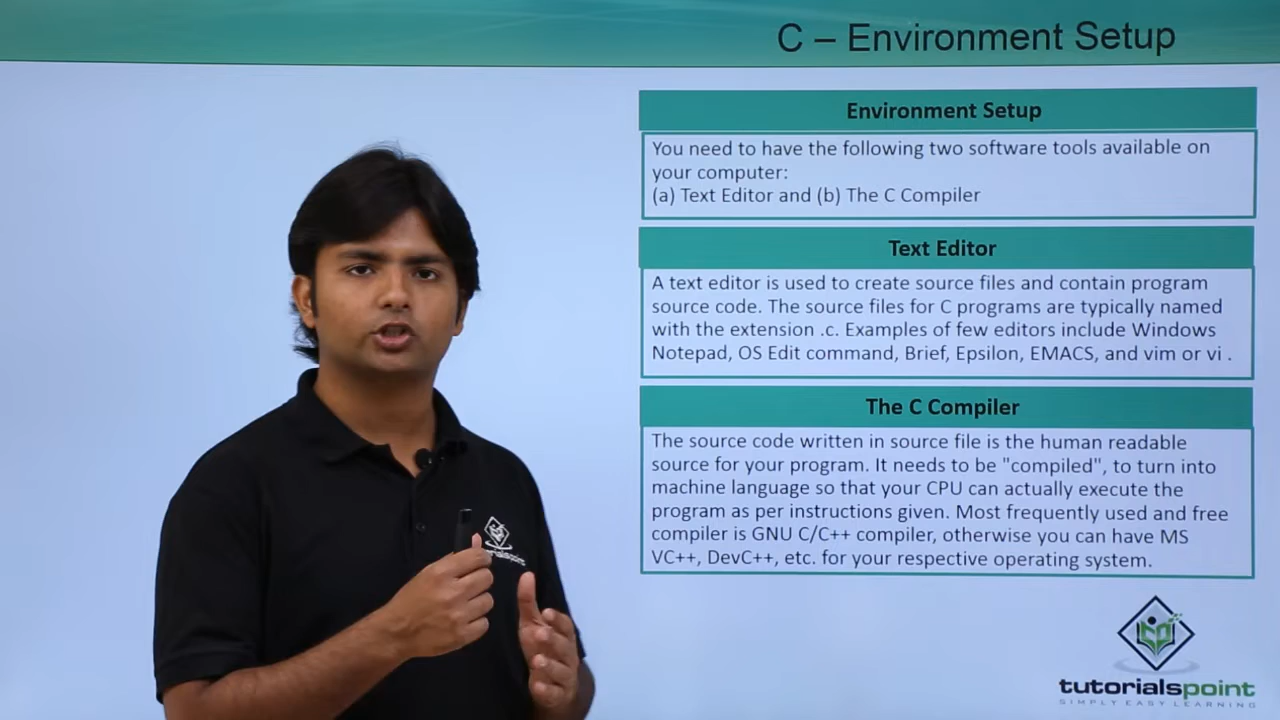 C – Environment Setup
Environment Setup
You need to have the following two software tools available on
your computer:
(a) Text Editor and (b) The C Compiler
Text Editor
A text editor is used to create source files and contain program
source code. The source files for C programs are typically named
with the extension .c. Examples of few editors include Windows
Notepad, OS Edit command, Brief, Epsilon, EMACS, and vim or vi .
The C Compiler
The source code written in source file is the human readable
source for your program. It needs to be "compiled", to turn into
machine language so that your CPU can actually execute the
program as per instructions given. Most frequently used and free
compiler is GNU C/C++ compiler, otherwise you can have MS
VC++, DevC++, etc. for your respective operating system.
tutorialspoint
SIMPLY EASY LEARNING